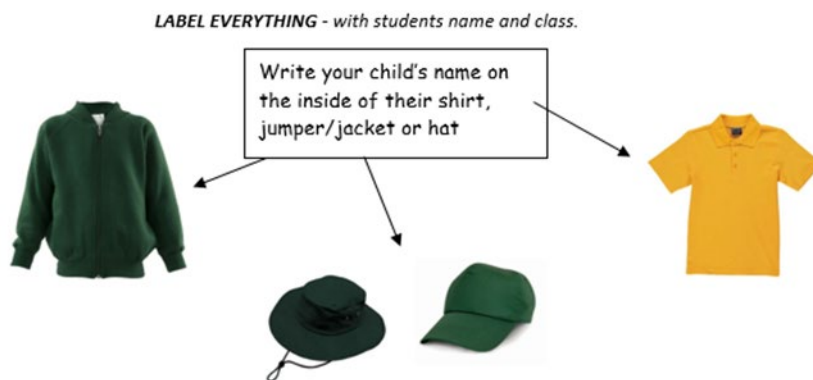 LABEL EVERYTHING - with students name and class.
Write your child's name on
the inside of their shirt,
jumper/jacket or hat